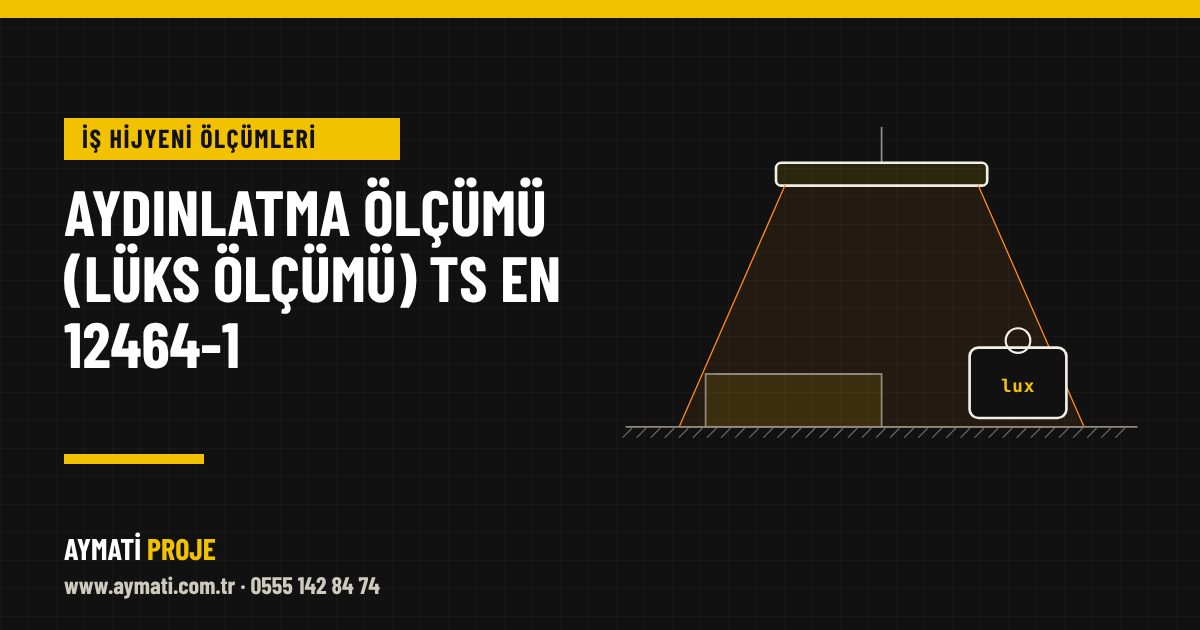 İŞ HİJYENİ ÖLÇÜMLERİ
AYDINLATMA ÖLÇÜMÜ
(LÜKS ÖLÇÜMÜ) TS EN
12464-1
lux
AYMATİ PROJE
www.aymati.com.tr · 0555 142 84 74